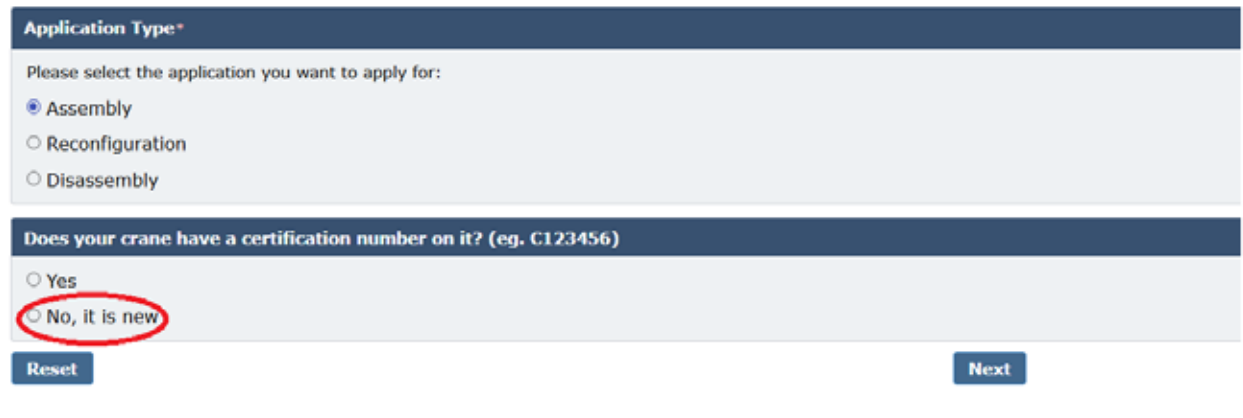 Application Type*
Please select the application you want to apply for:
Assembly
Reconfiguration
Disassembly
Does your crane have a certification number on it? (eg. C123456)
Yes
No, it is new
Reset Next